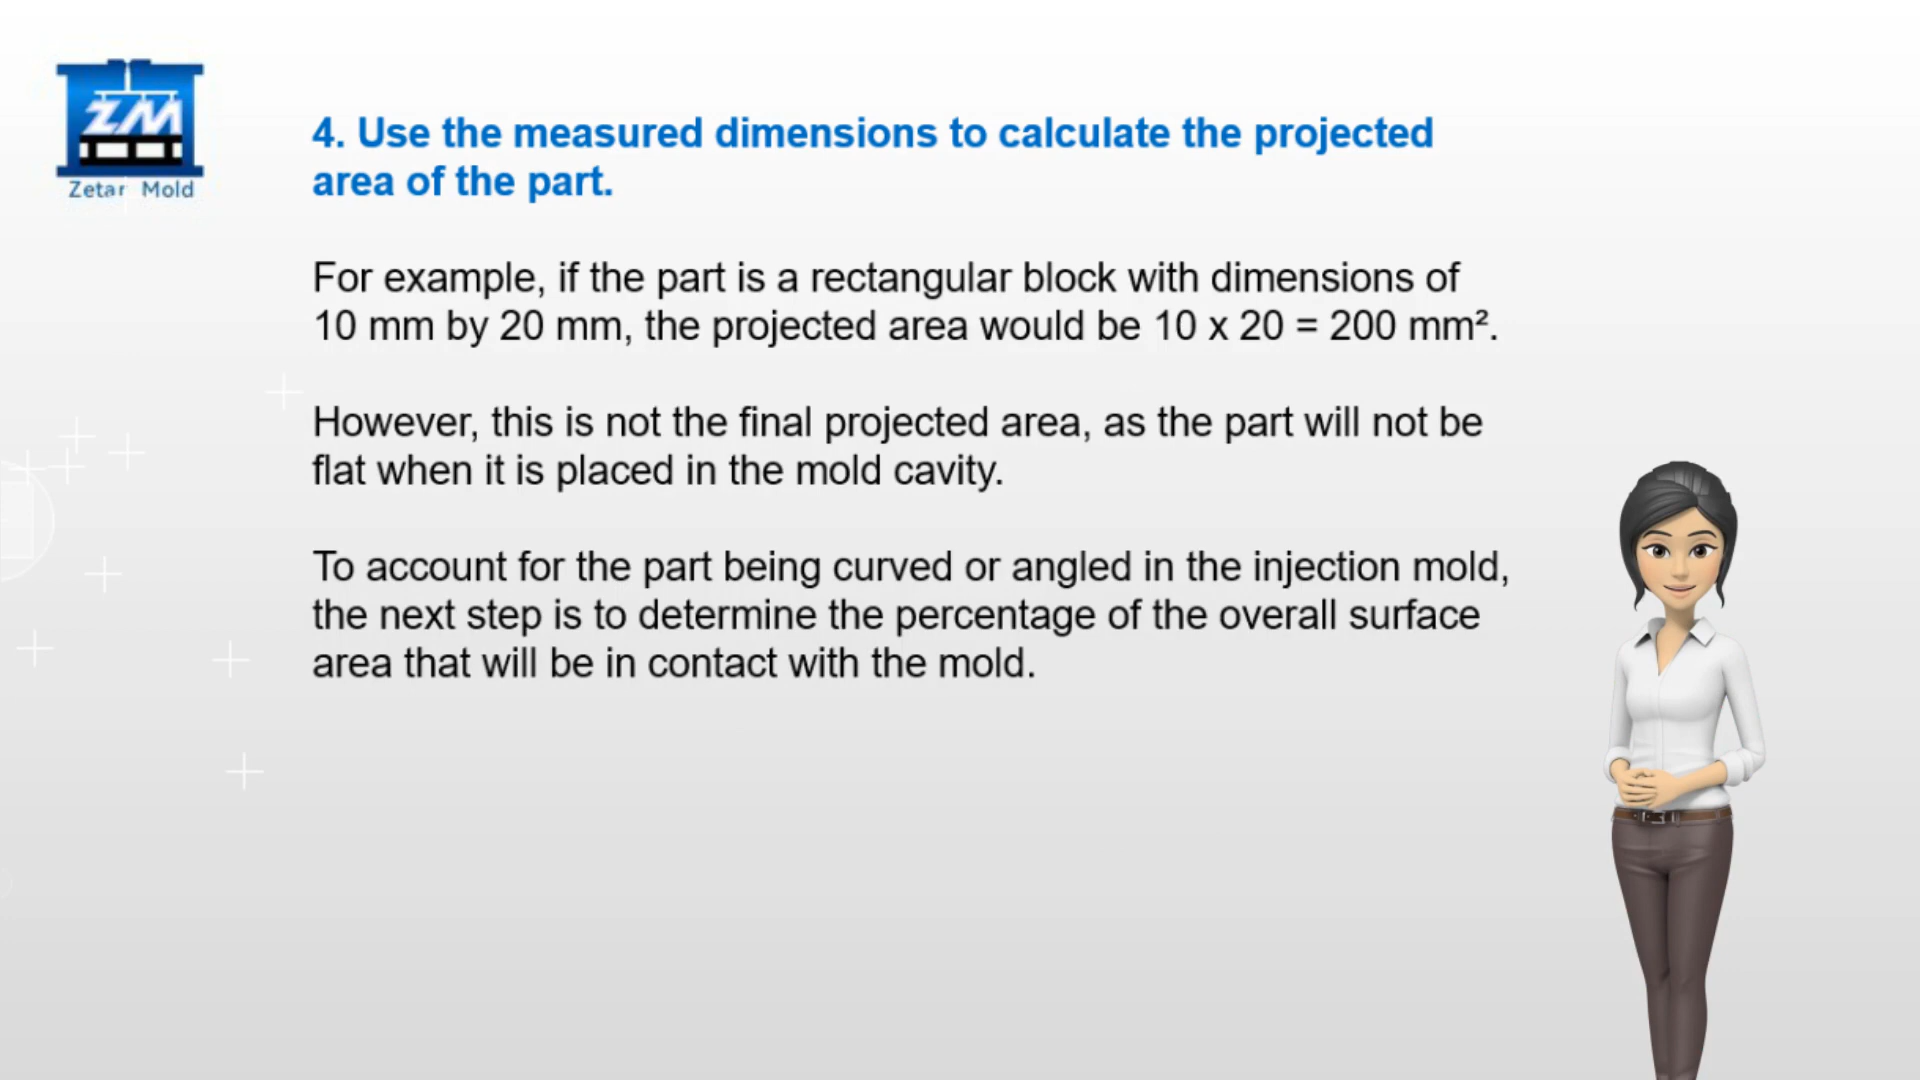 ZM
Zetar Mold
4. Use the measured dimensions to calculate the projected
area of the part.
For example, if the part is a rectangular block with dimensions of
10 mm by 20 mm, the projected area would be 10 x 20 = 200 mm².
However, this is not the final projected area, as the part will not be
flat when it is placed in the mold cavity.
To account for the part being curved or angled in the injection mold,
the next step is to determine the percentage of the overall surface
area that will be in contact with the mold.